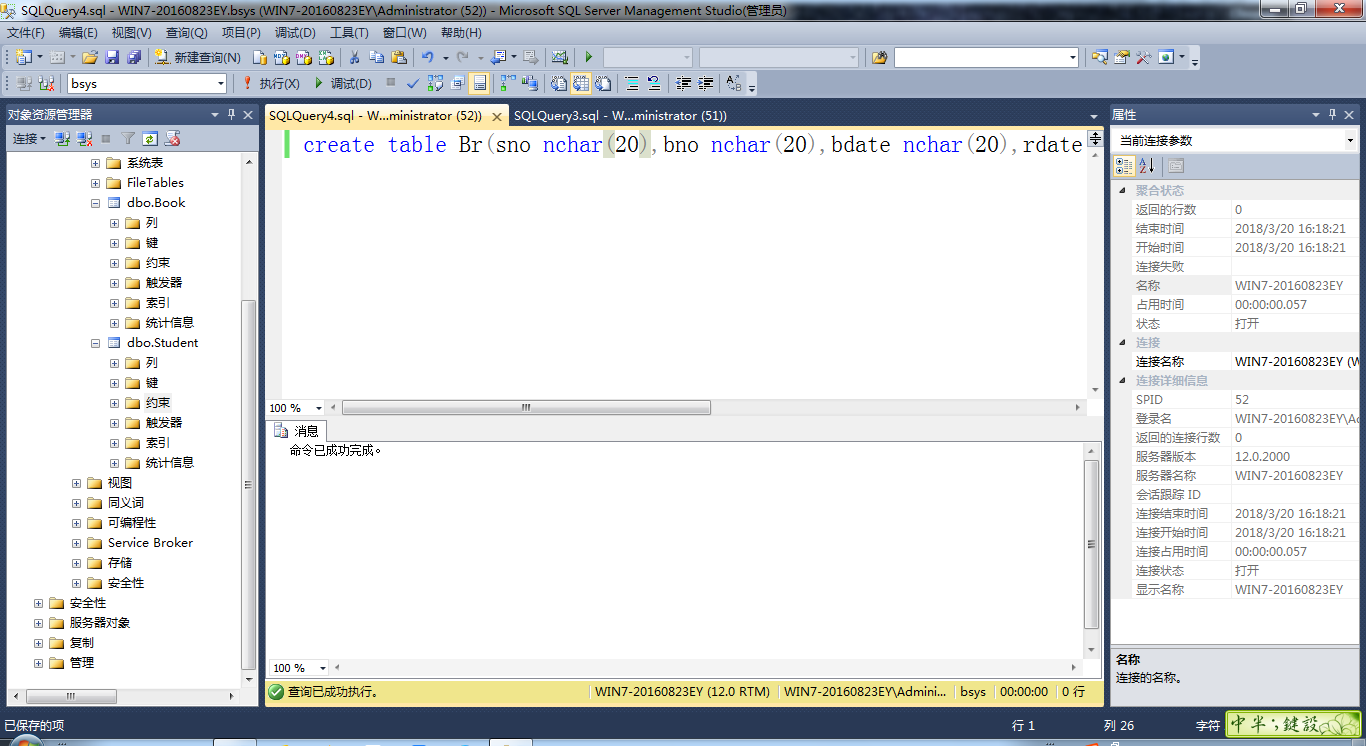 SQLQuery4.sql - WIN7-20160823EY.bsys (WIN7-20160823EY\Administrator (52)) - Microsoft SQL Server Management Studio(管理员)
文件(F) 编辑(E) 视图(V) 查询(Q) 项目(P) 调试(D) 工具(T) 窗口(W) 帮助(H)
新建查询(N)
bsys 执行(X) 调试(D)
对象资源管理器
连接
系统表
FileTables
dbo.Book
列
键
约束
触发器
索引
统计信息
dbo.Student
列
键
约束
触发器
索引
统计信息
视图
同义词
可编程性
Service Broker
存储
安全性
安全性
服务器对象
复制
管理
SQLQuery4.sql - W...ministrator (52)) SQLQuery3.sql - W...ministrator (51))
create table Br(sno nchar(20),bno nchar(20),bdate nchar(20),rdate
100 %
消息
命令已成功完成。
100 %
查询已成功执行。 WIN7-20160823EY (12.0 RTM) WIN7-20160823EY\Admini... bsys 00:00:00 0 行
属性
当前连接参数
聚合状态
返回的行数 0
结束时间 2018/3/20 16:18:21
开始时间 2018/3/20 16:18:21
连接失败
名称 WIN7-20160823EY
占用时间 00:00:00.057
状态 打开
连接
连接名称 WIN7-20160823EY (W
连接详细信息
SPID 52
登录名 WIN7-20160823EY\Ad
返回的连接行数 0
服务器版本 12.0.2000
服务器名称 WIN7-20160823EY
会话跟踪 ID
连接结束时间 2018/3/20 16:18:21
连接开始时间 2018/3/20 16:18:21
连接占用时间 00:00:00.057
连接状态 打开
显示名称 WIN7-20160823EY
名称
连接的名称。
已保存的项 行 1 列 26 字符
中半;鍵設